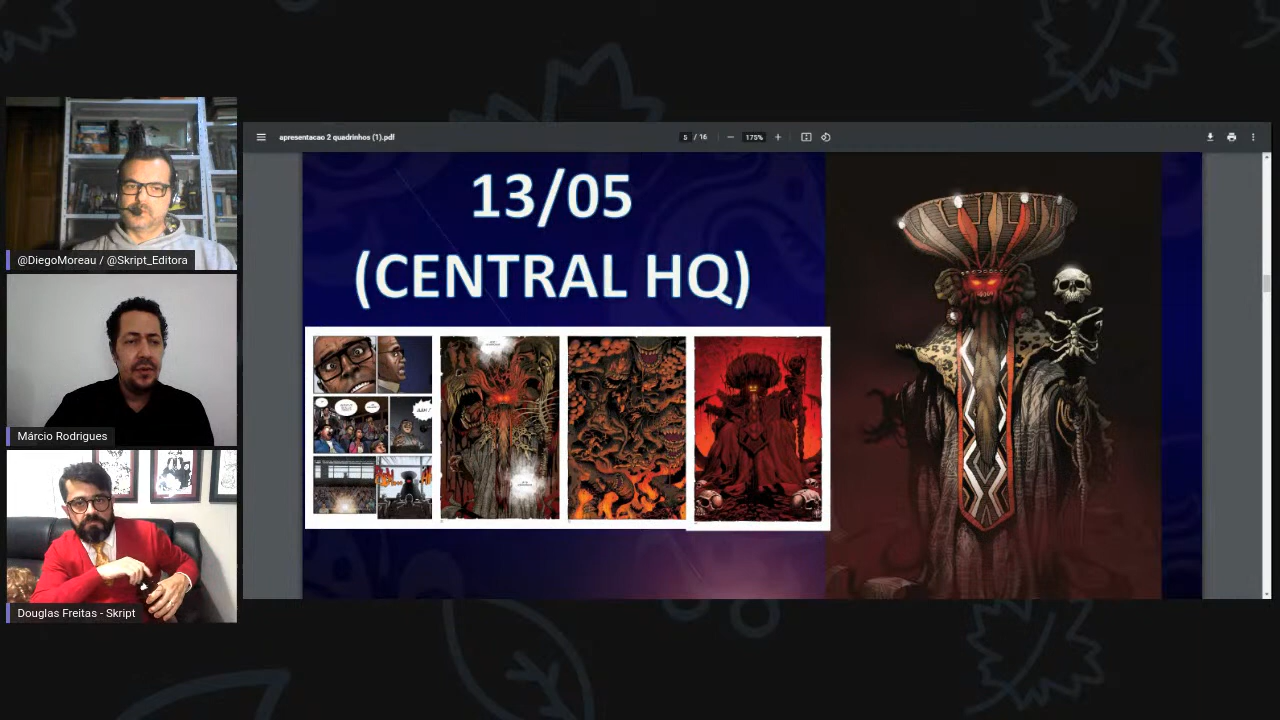 @DiegoMoreau / @Skript_Editora
Márcio Rodrigues
Douglas Freitas - Skript
apresentacao 2 quadrinhos (1).pdf
5 / 16
175%
13/05
(CENTRAL HQ)